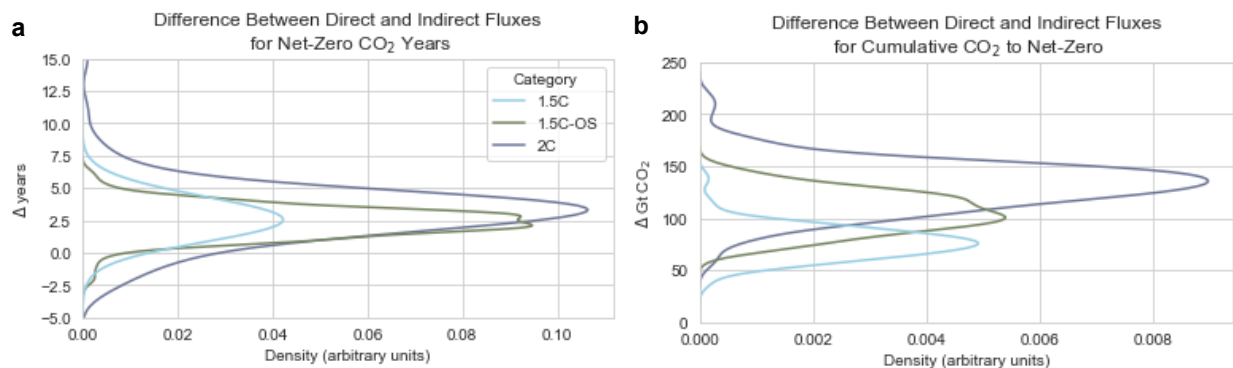 a
Difference Between Direct and Indirect Fluxes
for Net-Zero CO₂ Years
15.0
12.5
10.0
7.5
5.0
2.5
0.0
−2.5
−5.0
Δ years
0.00
0.02
0.04
0.06
0.08
0.10
Density (arbitrary units)
Category
1.5C
1.5C-OS
2C
b
Difference Between Direct and Indirect Fluxes
for Cumulative CO₂ to Net-Zero
250
200
150
100
50
0
Δ Gt CO₂
0.000
0.002
0.004
0.006
0.008
Density (arbitrary units)